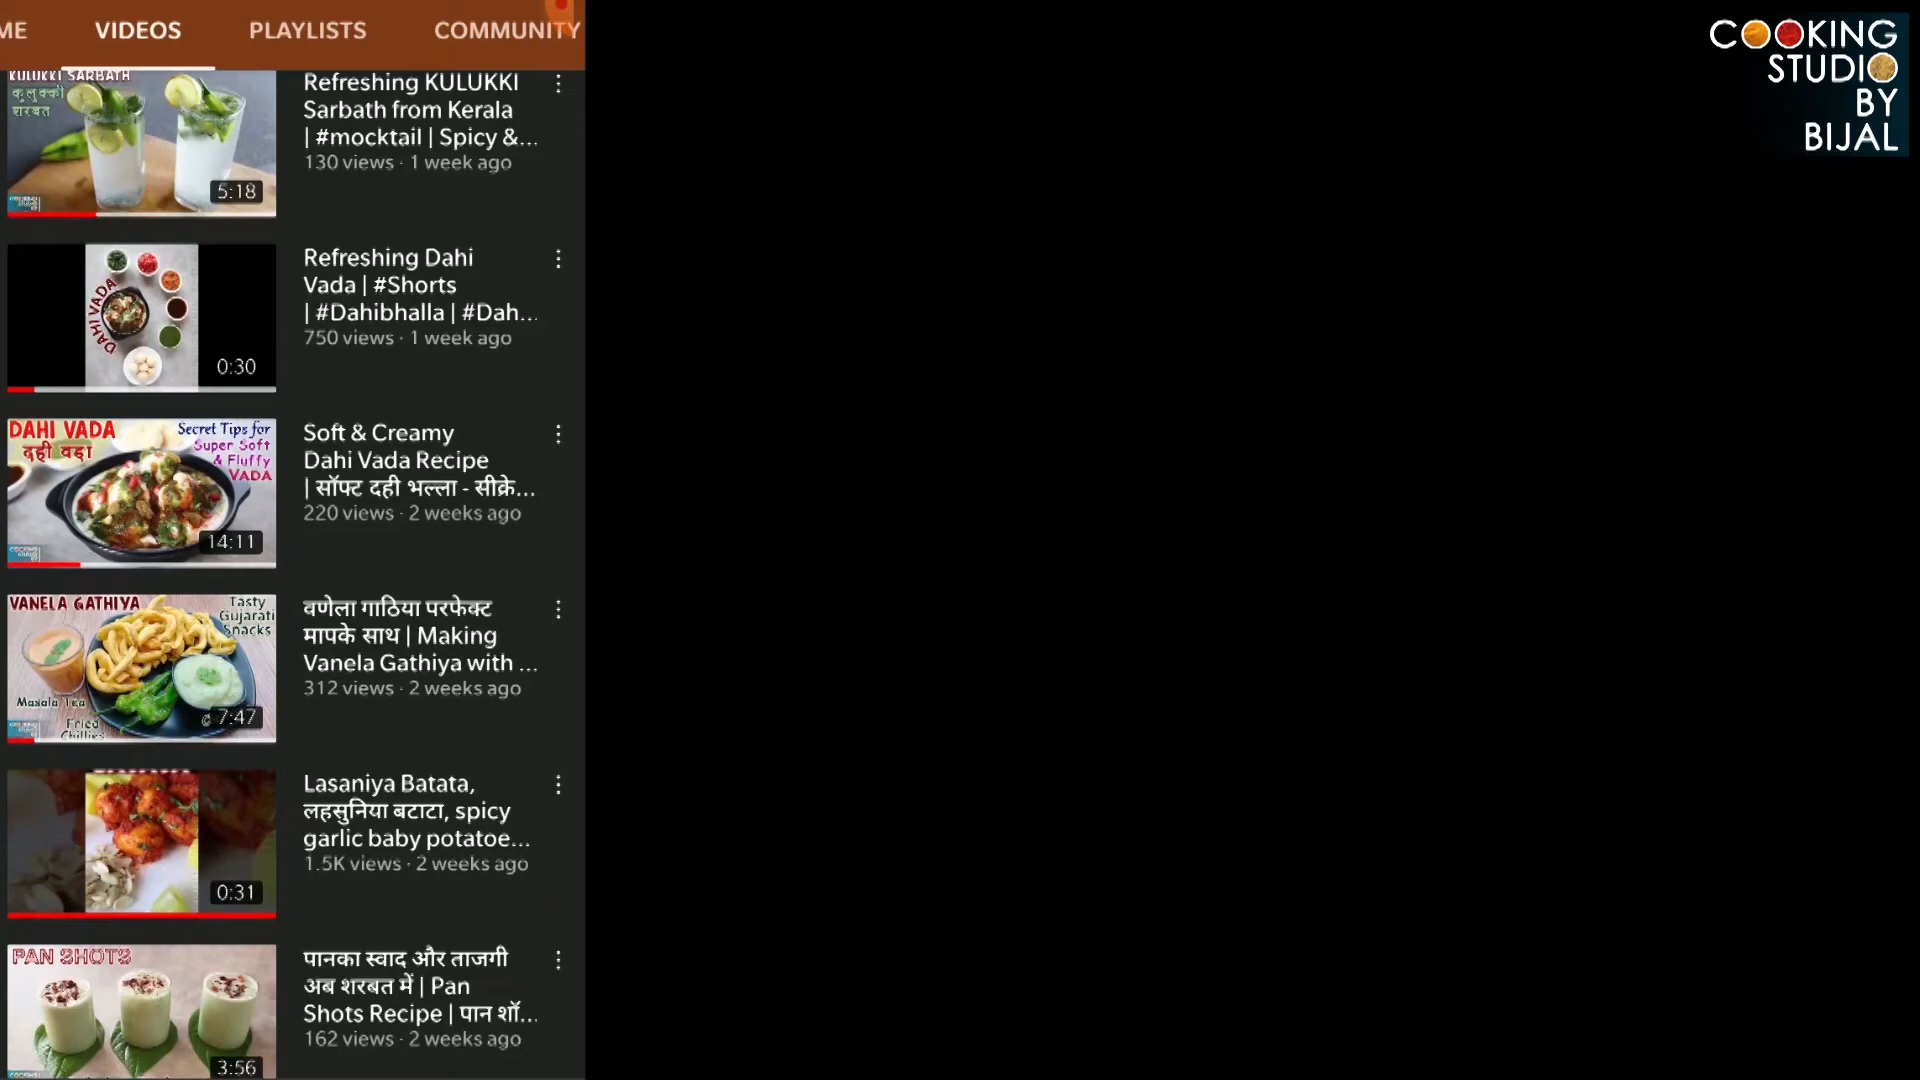 ME VIDEOS PLAYLISTS COMMUNITY
COOKING
STUDIO
BY
BIJAL
KULUKKI SARBATH
कुलुक्की
शरबत
5:18
Refreshing KULUKKI
Sarbath from Kerala
| #mocktail | Spicy &...
130 views · 1 week ago
DAHI VADA
0:30
Refreshing Dahi
Vada | #Shorts
| #Dahibhalla | #Dah...
750 views · 1 week ago
DAHI VADA
दही वड़ा
Secret Tips for
Super Soft
& Fluffy
VADA
14:11
Soft & Creamy
Dahi Vada Recipe
| सॉफ्ट दही भल्ला - सीक्रे...
220 views · 2 weeks ago
VANELA GATHIYA
Tasty
Gujarati
Snacks
Masala Tea
Fried
Chillies
7:47
वणेला गाठिया परफेक्ट
मापके साथ | Making
Vanela Gathiya with ...
312 views · 2 weeks ago
0:31
Lasaniya Batata,
लहसुनिया बटाटा, spicy
garlic baby potatoe...
1.5K views · 2 weeks ago
PAN SHOTS
3:56
पानका स्वाद और ताजगी
अब शरबत में | Pan
Shots Recipe | पान शॉ...
162 views · 2 weeks ago